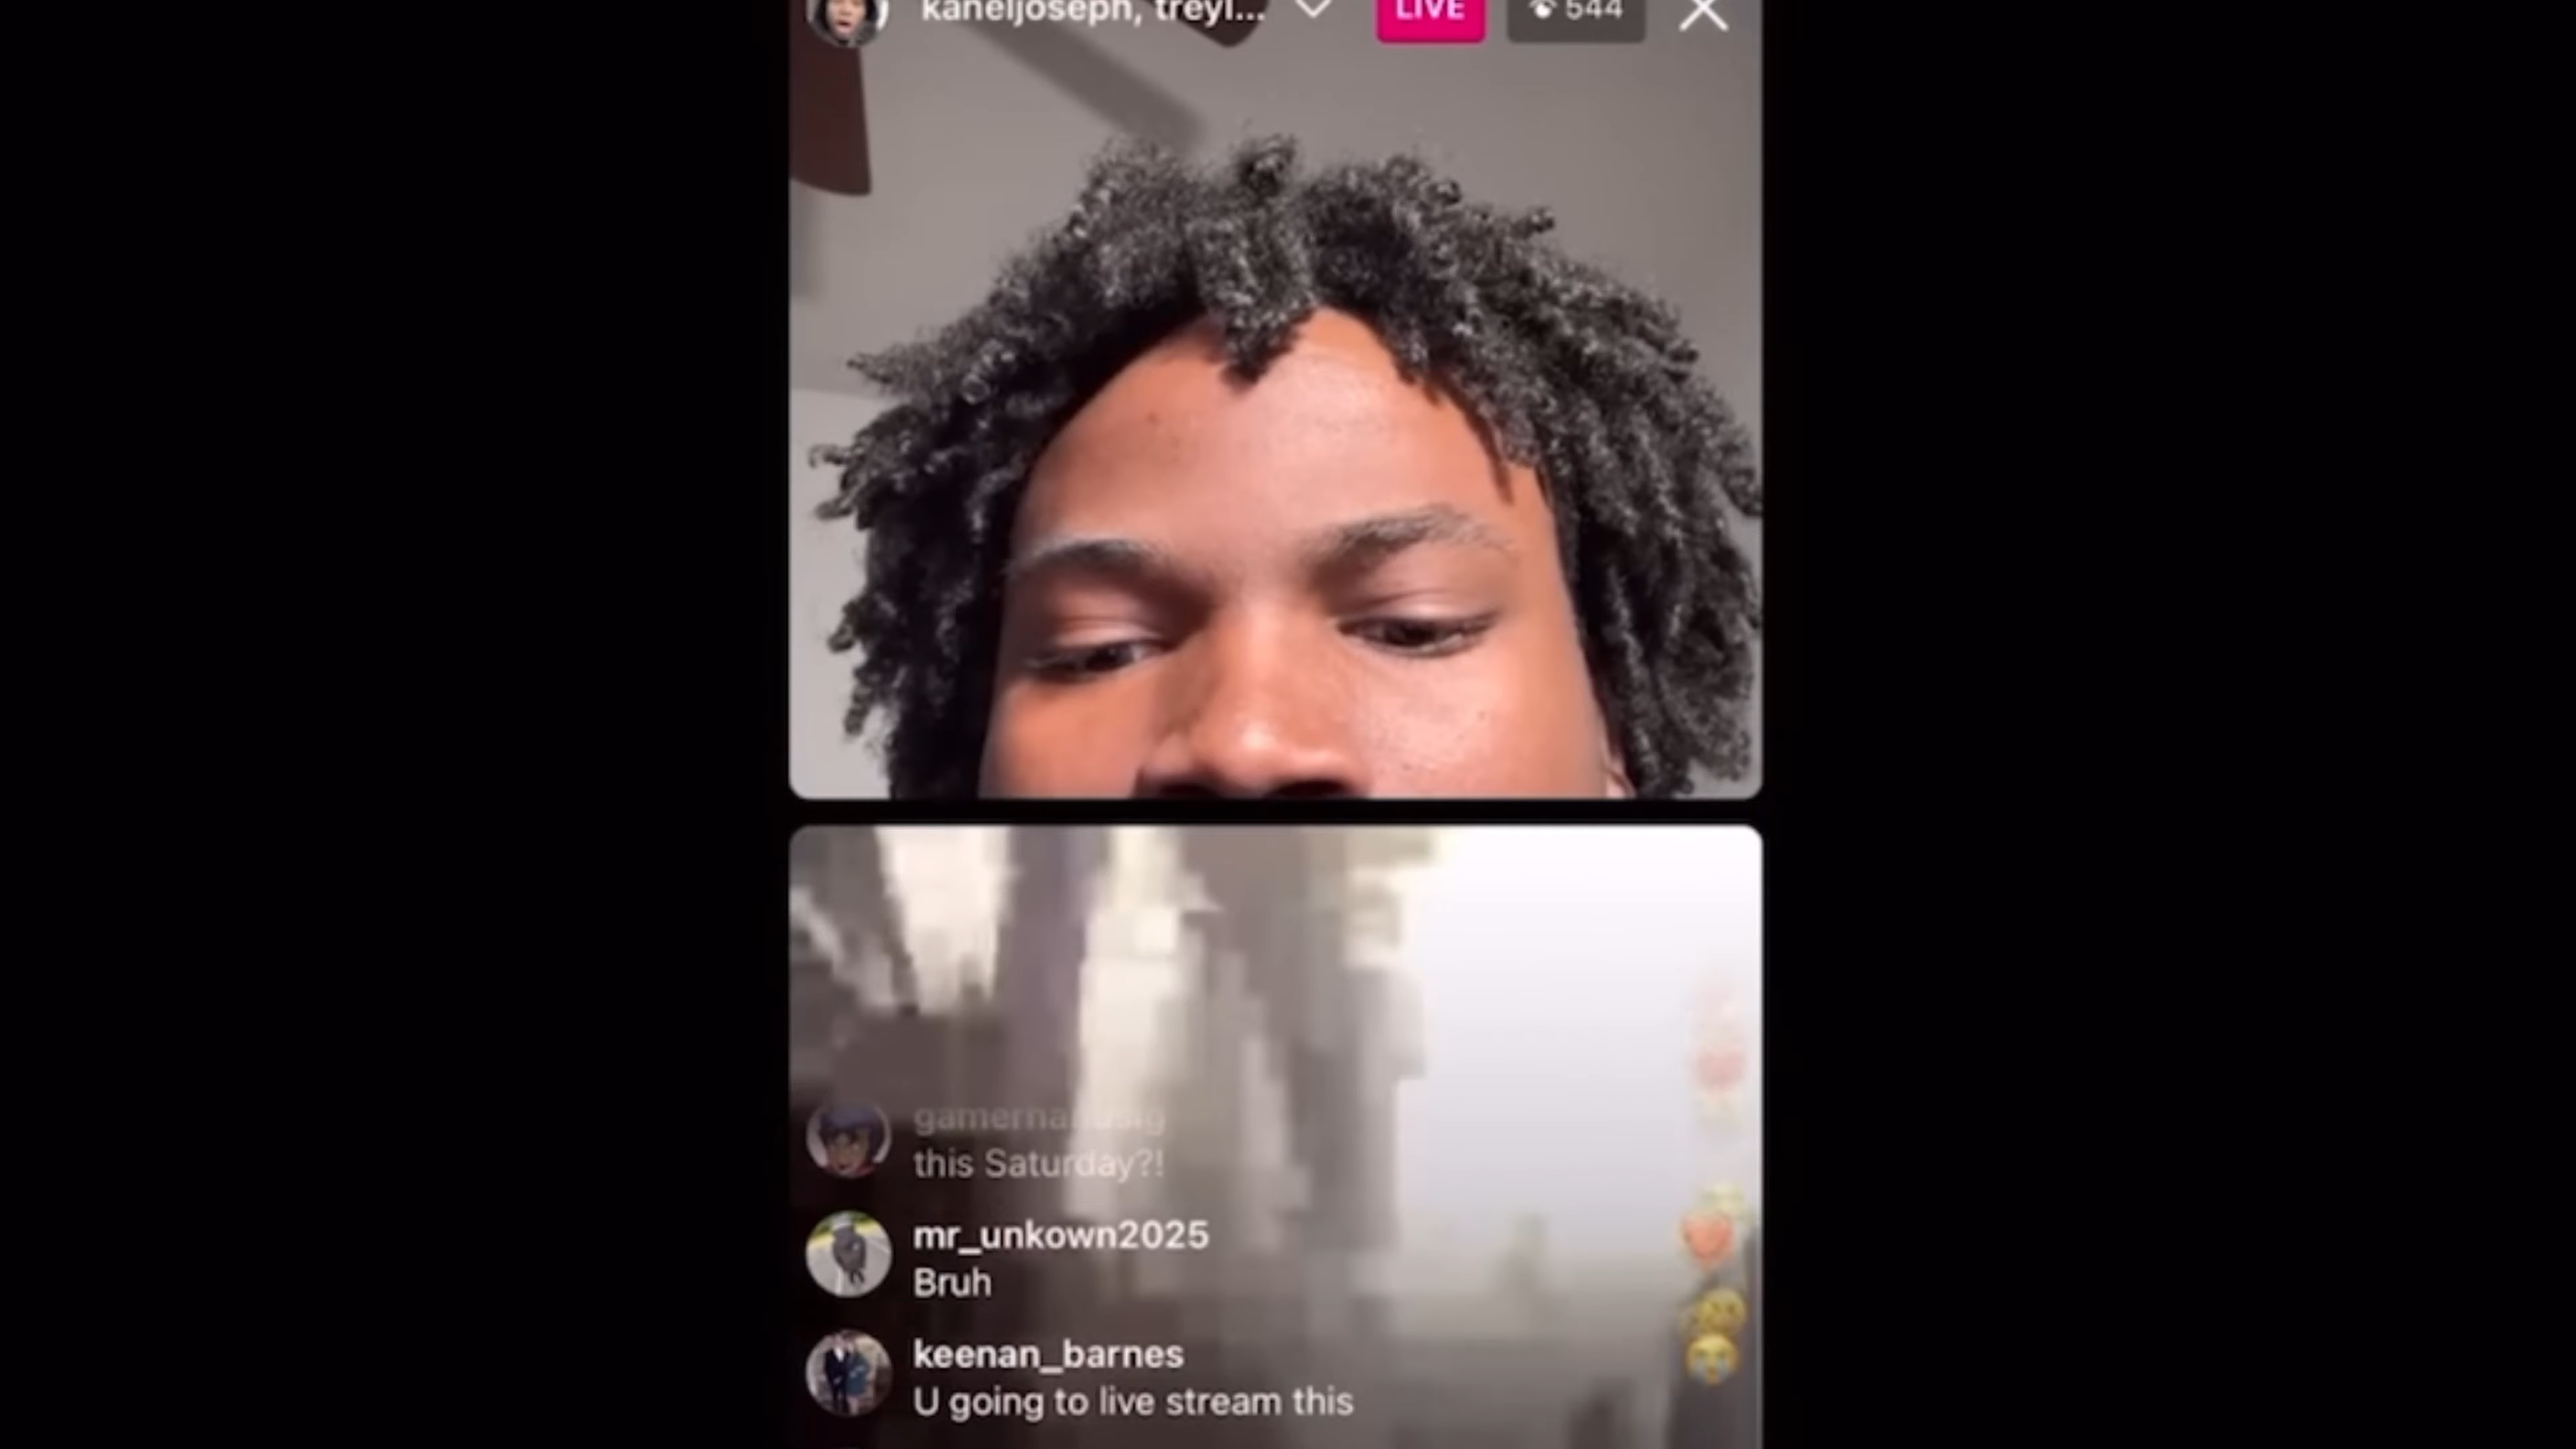 kaneljoseph, treyl...
LIVE
544
this Saturday?!
mr_unkown2025
Bruh
keenan_barnes
U going to live stream this